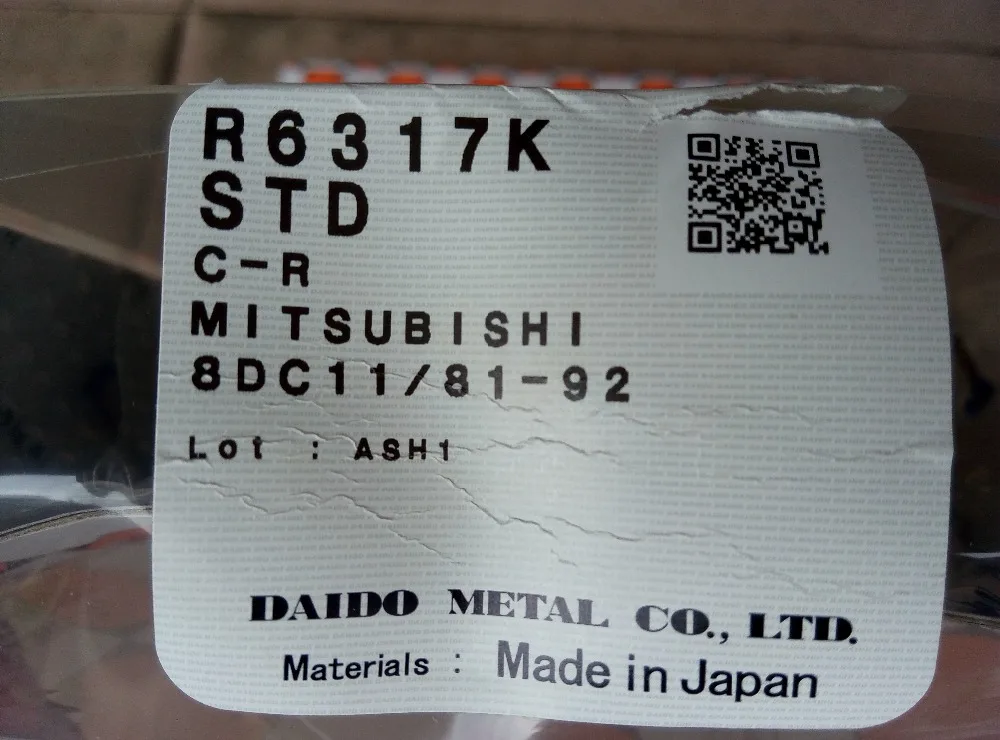 R6317K
STD
C-R
MITSUBISHI
8DC11/81-92
Lot : ASH1
DAIDO METAL CO., LTD.
Materials : Made in Japan